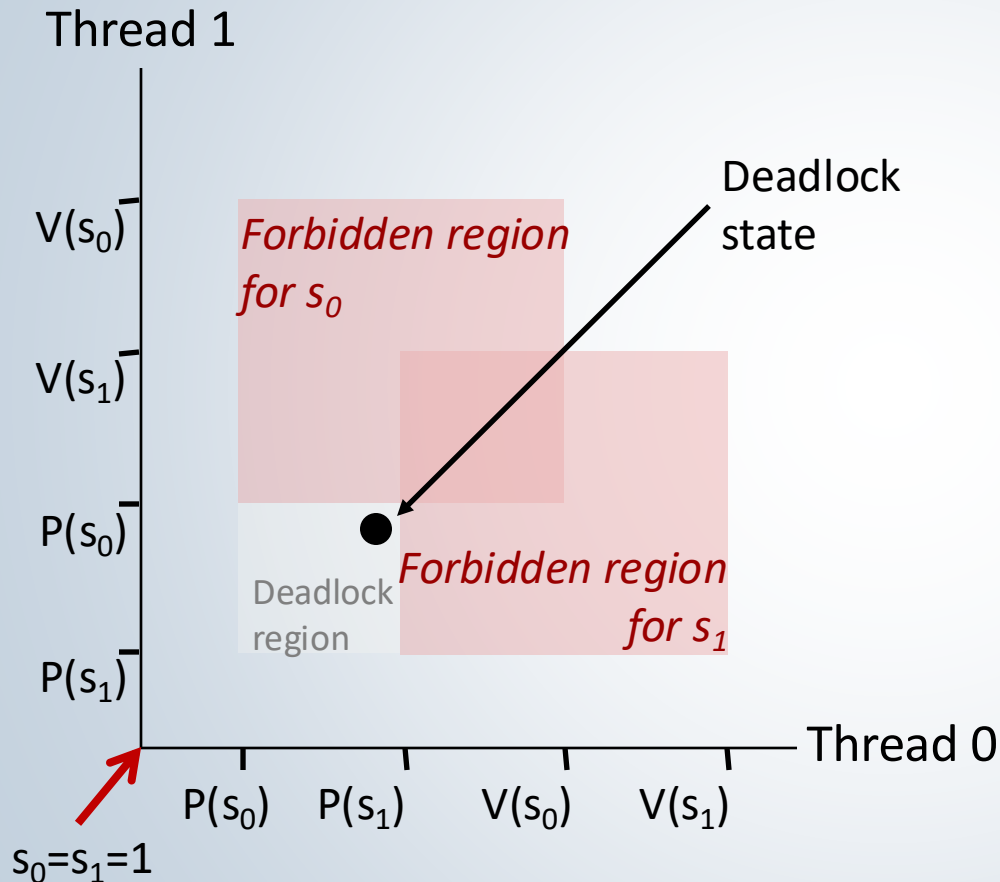 Thread 1
Deadlock
state
V(s₀)
Forbidden region
for s₀
V(s₁)
P(s₀)
Forbidden region
for s₁
Deadlock
region
P(s₁)
Thread 0
P(s₀) P(s₁) V(s₀) V(s₁)
s₀=s₁=1